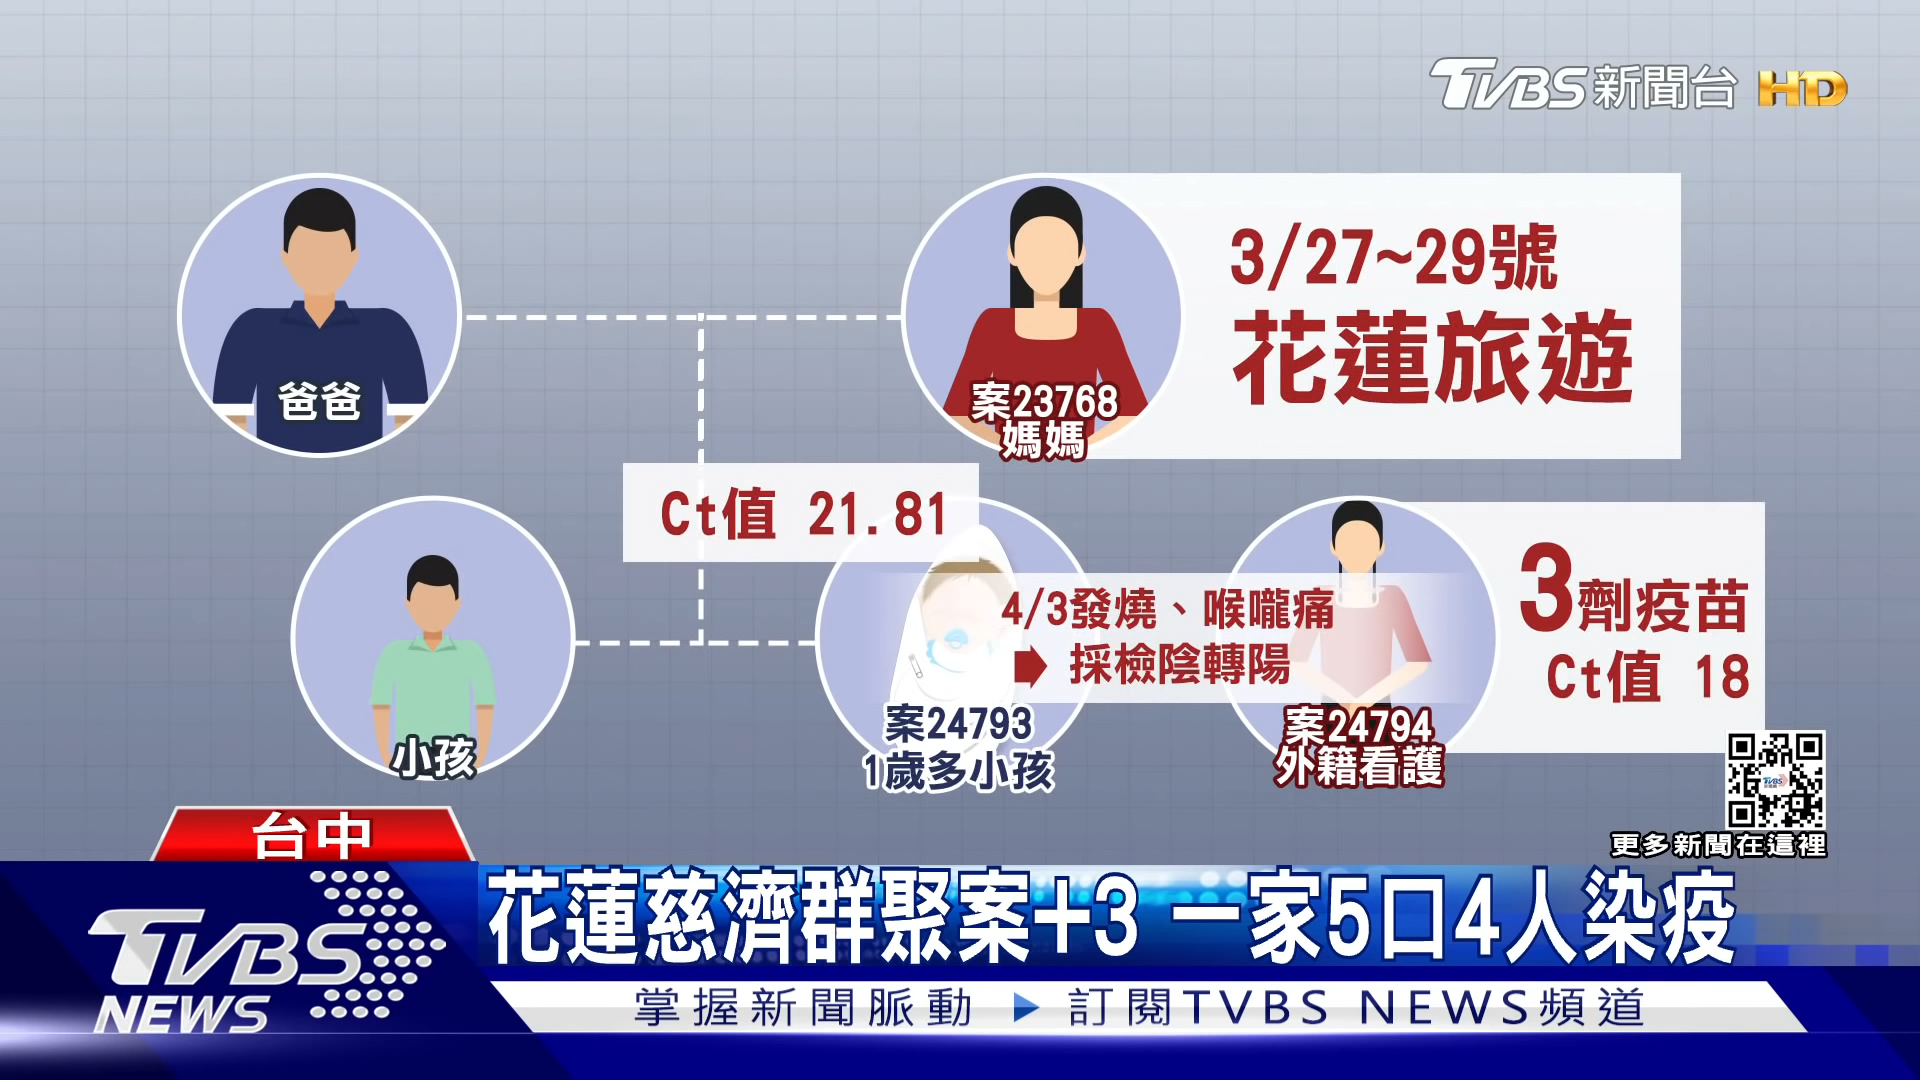 TVBS新聞台 HD
3/27~29號
花蓮旅遊
爸爸
案23768
媽媽
Ct值 21.81
4/3發燒、喉嚨痛
採檢陰轉陽
3劑疫苗
Ct值 18
小孩
案24793
1歲多小孩
案24794
外籍看護
TVBS
更多新聞在這裡
台中
花蓮慈濟群聚案+3 一家5口4人染疫
TVBS
NEWS
掌握新聞脈動 訂閱TVBS NEWS頻道